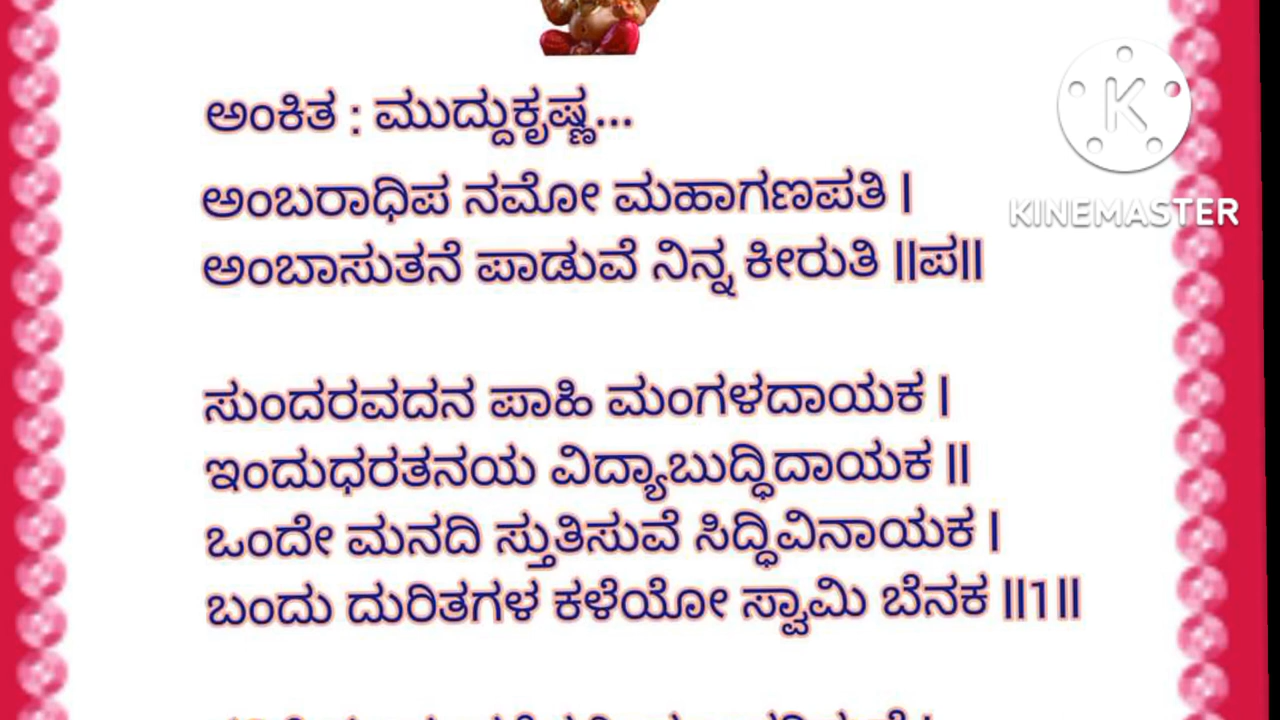 ಅಂಕಿತ : ಮುದ್ದುಕೃಷ್ಣ...
KINEMASTER
ಅಂಬರಾಧಿಪ ನಮೋ ಮಹಾಗಣಪತಿ |
ಅಂಬಾಸುತನೆ ಪಾಡುವೆ ನಿನ್ನ ಕೀರುತಿ ||ಪ||
ಸುಂದರವದನ ಪಾಹಿ ಮಂಗಳದಾಯಕ |
ಇಂದುಧರತನಯ ವಿದ್ಯಾಬುದ್ಧಿದಾಯಕ ||
ಒಂದೇ ಮನದಿ ಸ್ತುತಿಸುವೆ ಸಿದ್ಧಿವಿನಾಯಕ |
ಬಂದು ದುರಿತಗಳ ಕಳೆಯೋ ಸ್ವಾಮಿ ಬೆನಕ ||1||